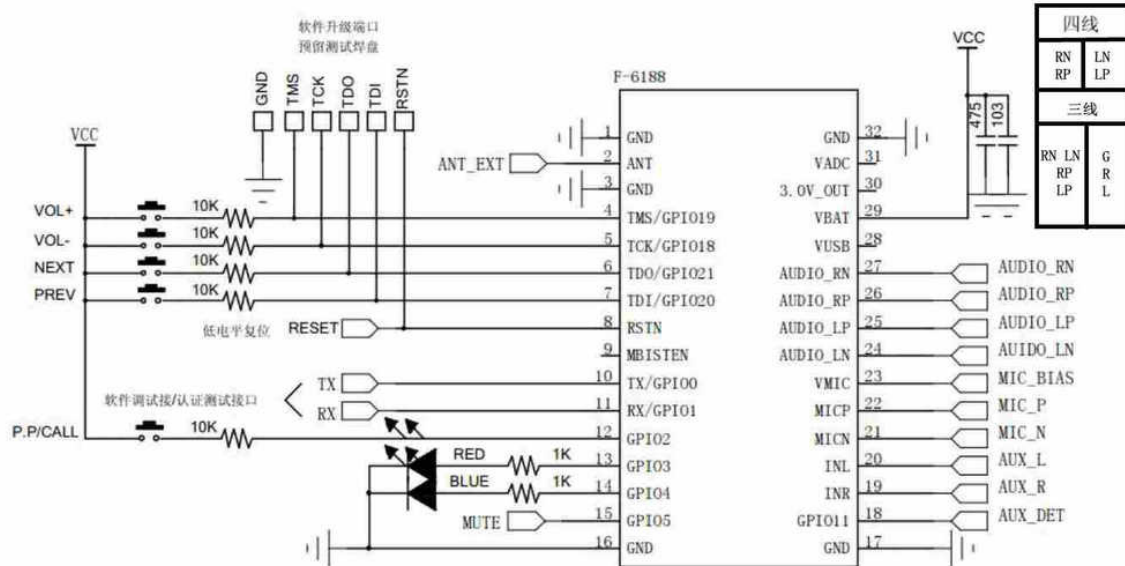 软件升级端口
预留测试焊盘
GND
TMS
TCK
TDO
TDI
RSTN
VCC
VOL+
10K
VOL-
10K
NEXT
10K
PREV
10K
低电平复位
RESET
ANT_EXT
TX
RX
软件调试接/认证测试接口
P.P/CALL
10K
RED
1K
BLUE
1K
MUTE
F-6188
1 GND
2 ANT
3 GND
4 TMS/GPIO19
5 TCK/GPIO18
6 TDO/GPIO21
7 TDI/GPIO20
8 RSTN
9 MBISTEN
10 TX/GPIO0
11 RX/GPIO1
12 GPIO2
13 GPIO3
14 GPIO4
15 GPIO5
16 GND
GND 32
VADC 31
3.0V_OUT 30
VBAT 29
VUSB 28
AUDIO_RN 27
AUDIO_RP 26
AUDIO_LP 25
AUDIO_LN 24
VMIC 23
MICP 22
MICN 21
INL 20
INR 19
GPIO11 18
GND 17
VCC
475
103
AUDIO_RN
AUDIO_RP
AUDIO_LP
AUIDO_LN
MIC_BIAS
MIC_P
MIC_N
AUX_L
AUX_R
AUX_DET
四线
RN LN
RP LP
三线
RN LN G
RP R
LP L